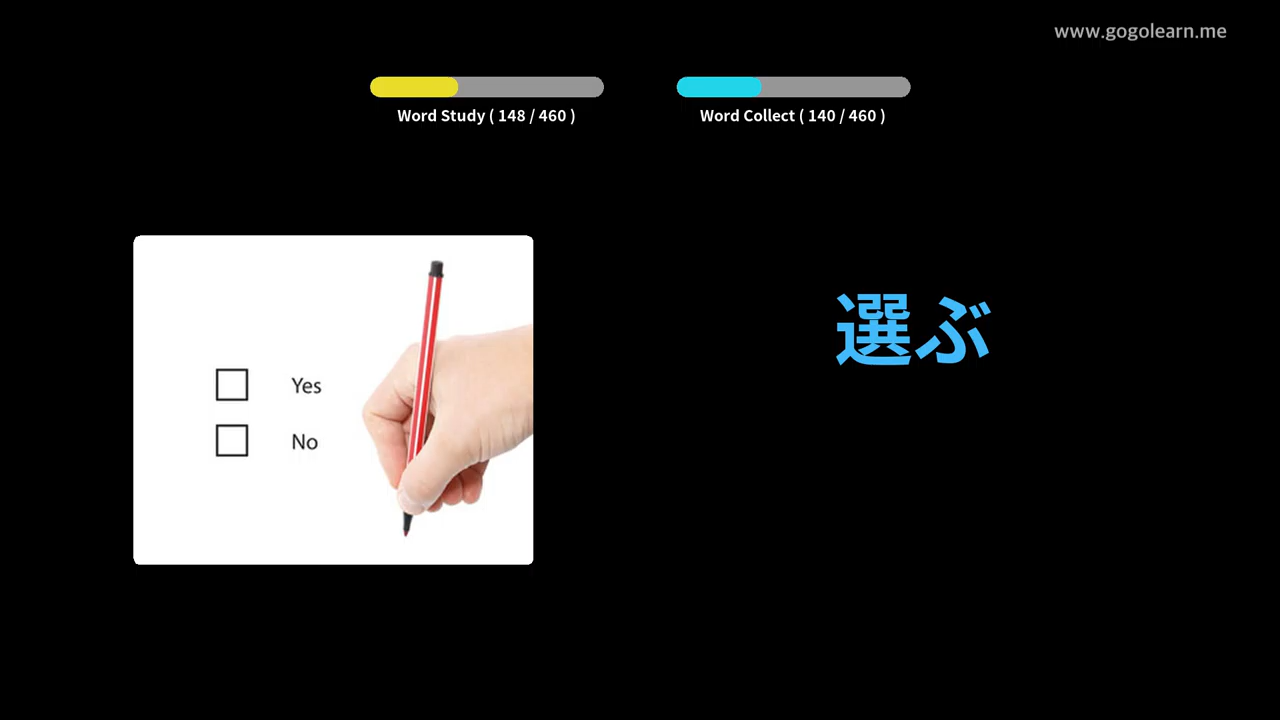 www.gogolearn.me
Word Study ( 148 / 460 )
Word Collect ( 140 / 460 )
選ぶ
Yes
No